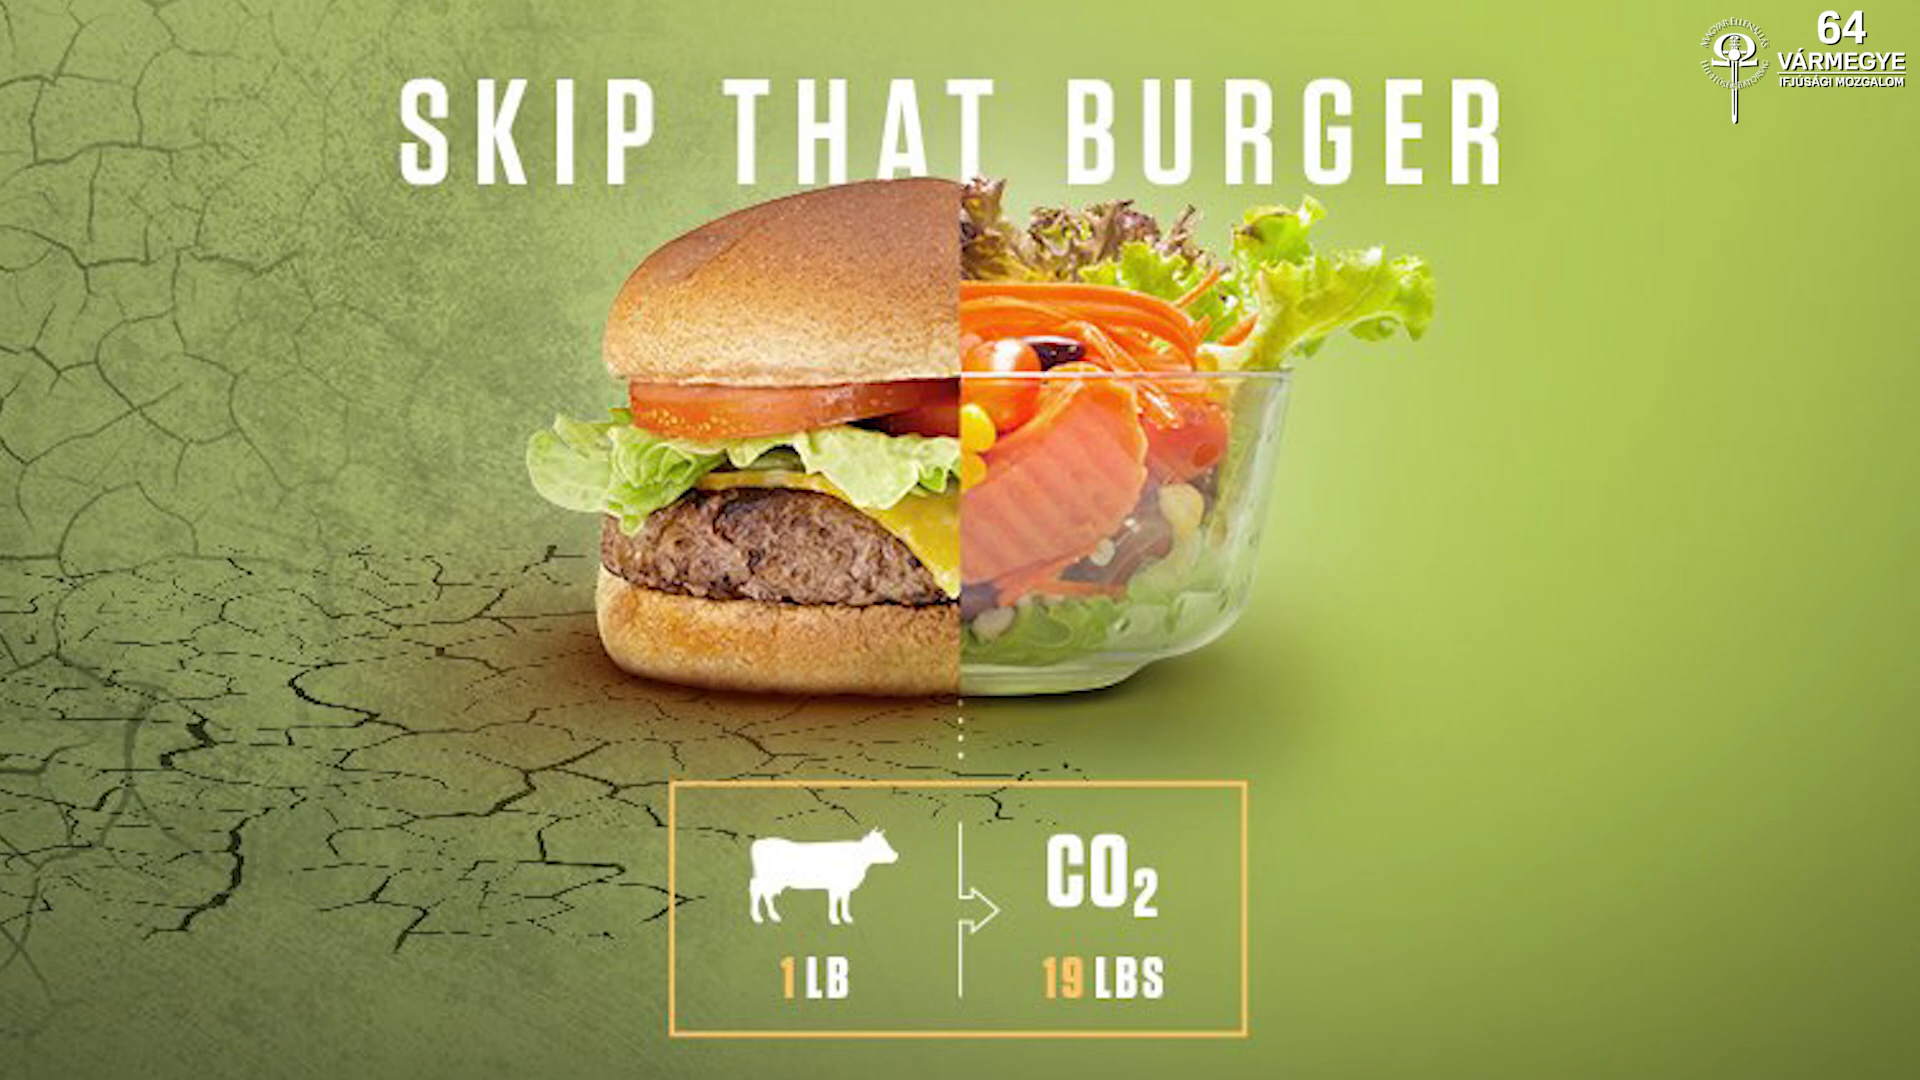 SKIP THAT BURGER
64
VÁRMEGYE
IFJÚSÁGI MOZGALOM
CO₂
1 LB
19 LBS